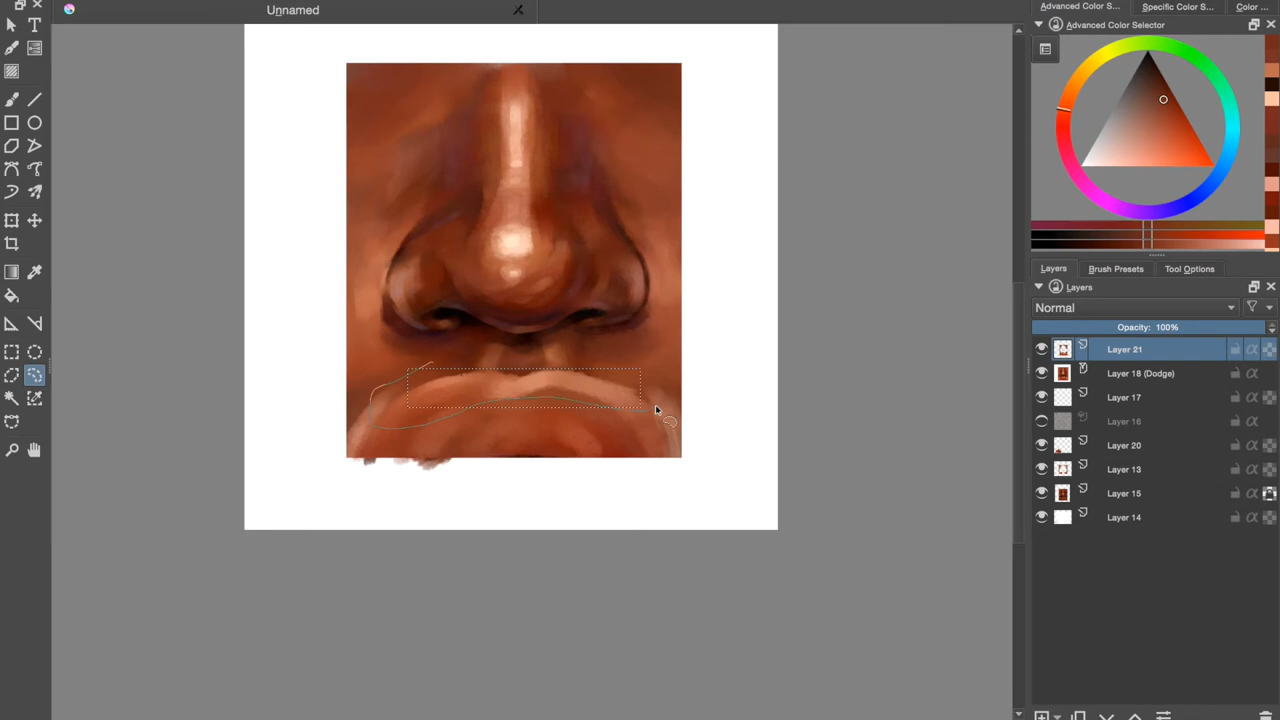 Unnamed
Advanced Color S... Specific Color S... Color ...
Advanced Color Selector
Layers Brush Presets Tool Options
Layers
Normal
Opacity: 100%
Layer 21
Layer 18 (Dodge)
Layer 17
Layer 16
Layer 20
Layer 13
Layer 15
Layer 14